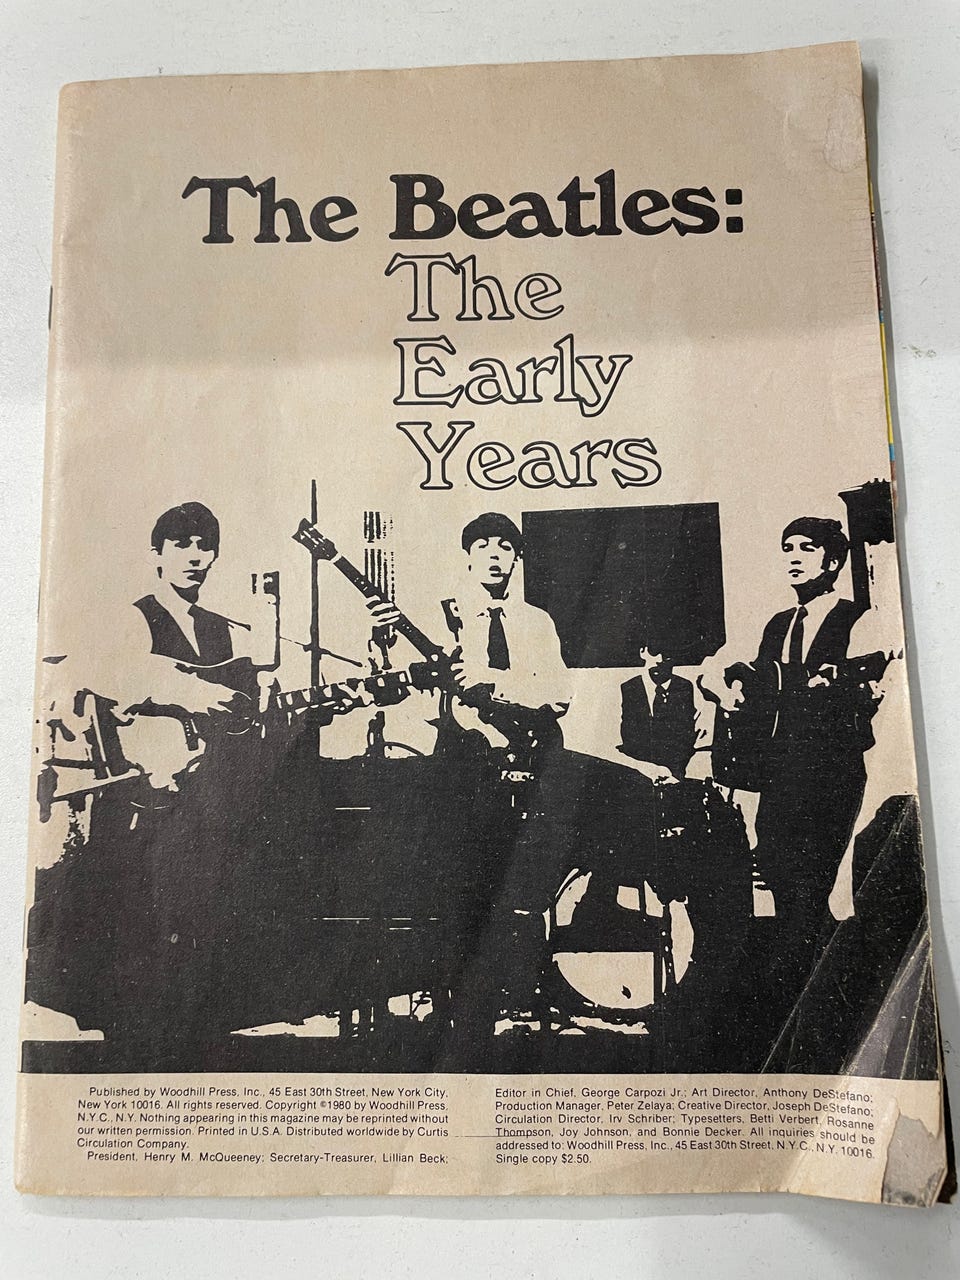 The Beatles:
The
Early
Years
Published by Woodhill Press, Inc., 45 East 30th Street, New York City,
New York 10016. All rights reserved. Copyright ©1980 by Woodhill Press,
N.Y.C., N.Y. Nothing appearing in this magazine may be reprinted without
our written permission. Printed in U.S.A. Distributed worldwide by Curtis
Circulation Company.
President, Henry M. McQueeney; Secretary-Treasurer, Lillian Beck;
Editor in Chief, George Carpozi Jr.; Art Director, Anthony DeStefano;
Production Manager, Peter Zelaya; Creative Director, Joseph DeStefano;
Circulation Director, Irv Schriber; Typesetters, Betti Verbert, Rosanne
Thompson, Joy Johnson, and Bonnie Decker. All inquiries should be
addressed to: Woodhill Press, Inc., 45 East 30th Street, N.Y.C., N.Y. 10016.
Single copy $2.50.